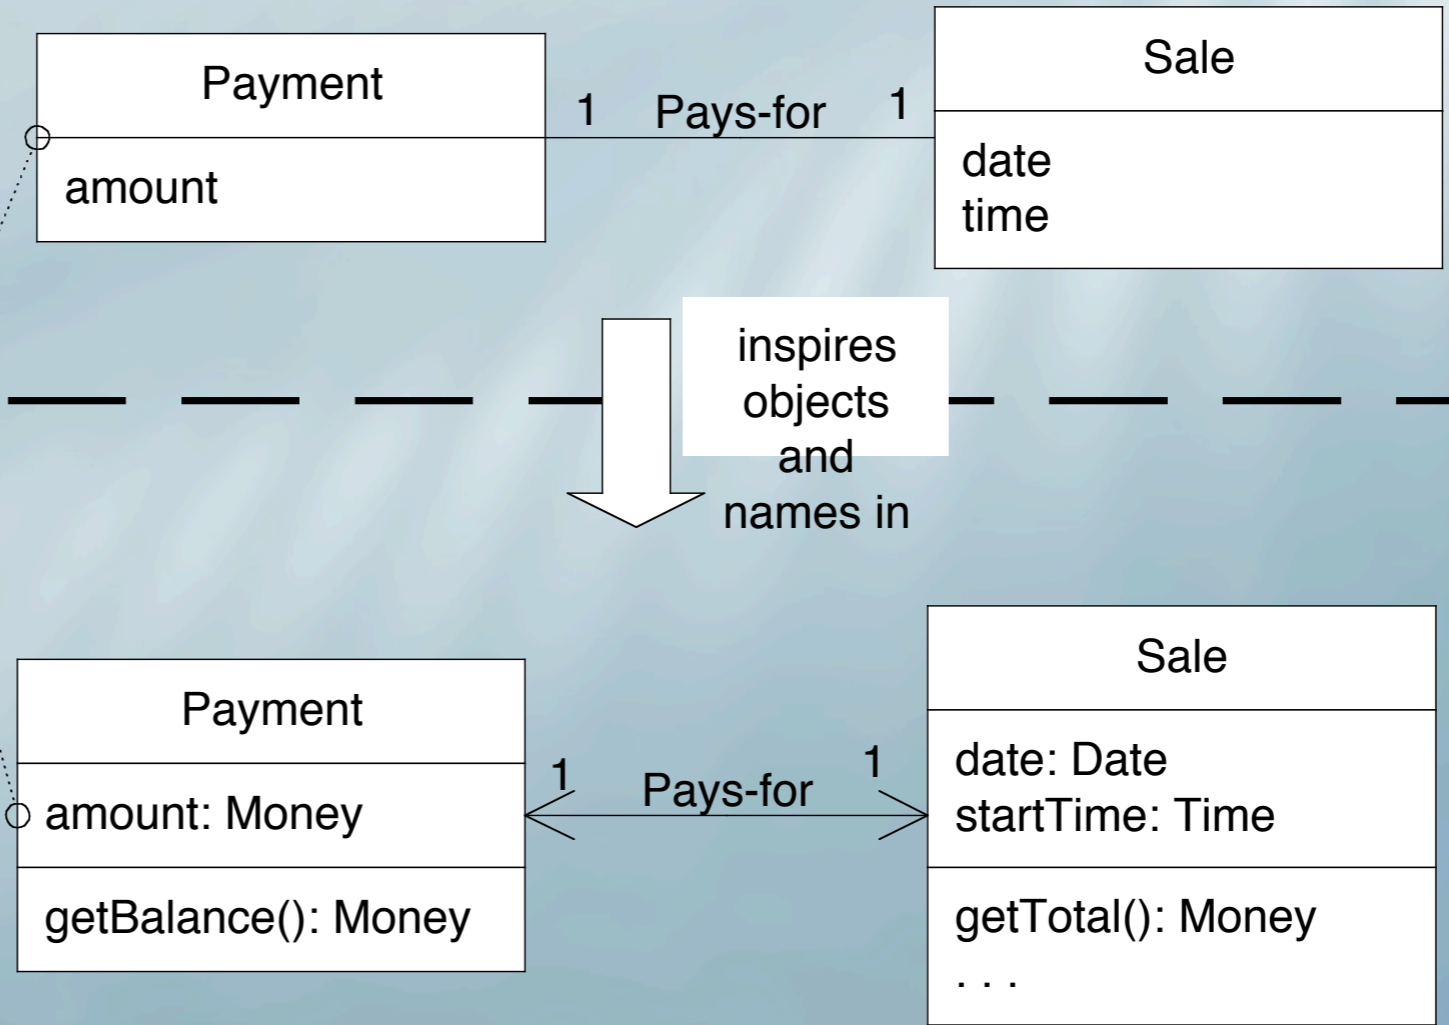 Payment
amount
1 Pays-for 1
Sale
date
time
inspires
objects
and
names in
Payment
amount: Money
getBalance(): Money
1 Pays-for 1
Sale
date: Date
startTime: Time
getTotal(): Money
. . .